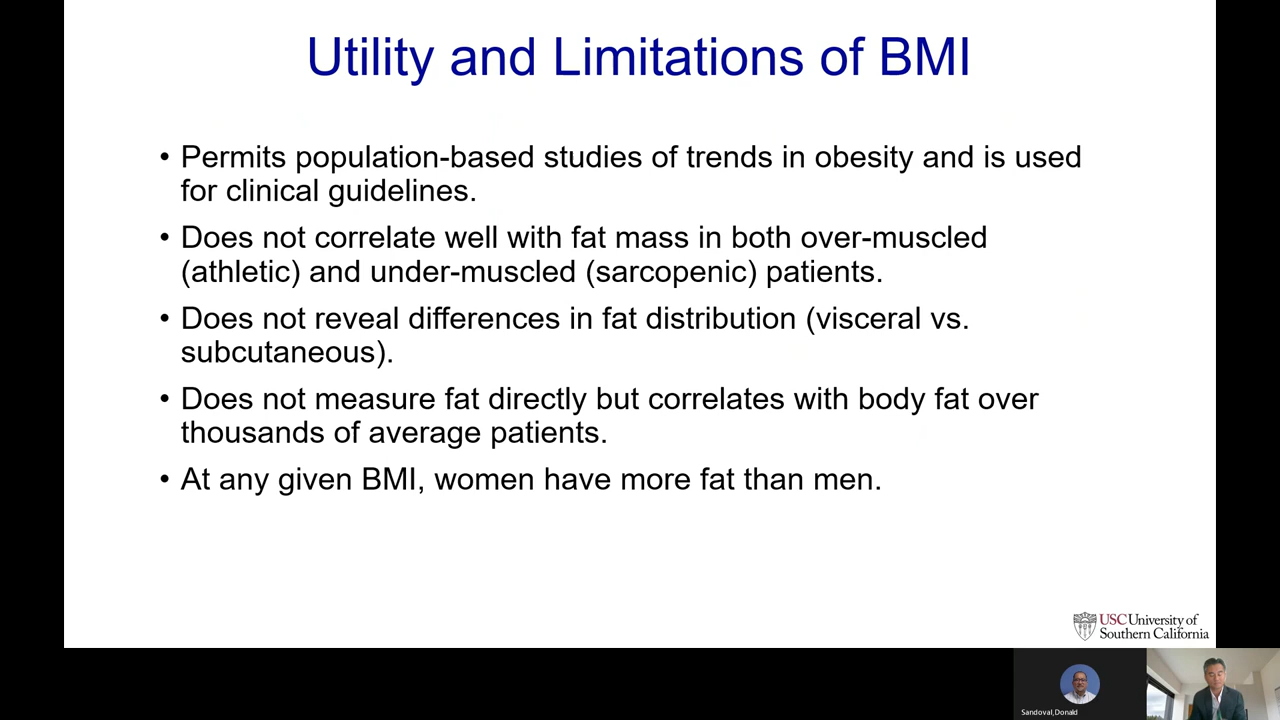 Utility and Limitations of BMI
• Permits population-based studies of trends in obesity and is used
for clinical guidelines.
• Does not correlate well with fat mass in both over-muscled
(athletic) and under-muscled (sarcopenic) patients.
• Does not reveal differences in fat distribution (visceral vs.
subcutaneous).
• Does not measure fat directly but correlates with body fat over
thousands of average patients.
• At any given BMI, women have more fat than men.
USC University of
Southern California
Sandoval,Donald